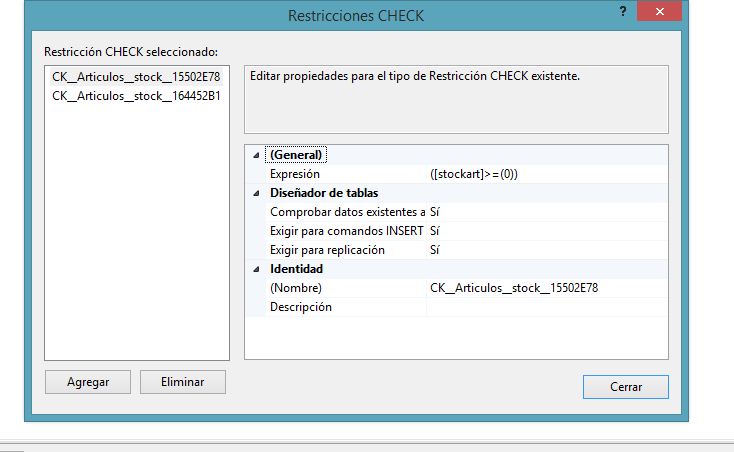 Restricciones CHECK
?
Restricción CHECK seleccionado:
CK__Articulos__stock__15502E78
CK__Articulos__stock__164452B1
Editar propiedades para el tipo de Restricción CHECK existente.
(General)
Expresión ([stockart]>=(0))
Diseñador de tablas
Comprobar datos existentes a Sí
Exigir para comandos INSERT Sí
Exigir para replicación Sí
Identidad
(Nombre) CK__Articulos__stock__15502E78
Descripción
Agregar Eliminar
Cerrar